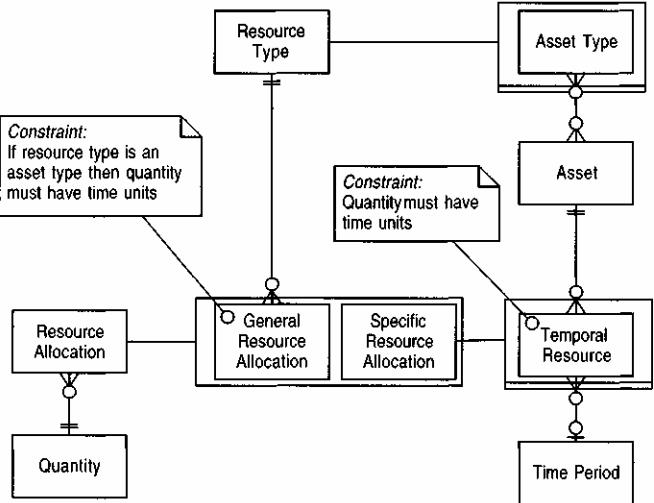 Resource
Type
Asset Type
Constraint:
If resource type is an
asset type then quantity
must have time units
Constraint:
Quantity must have
time units
Asset
Resource
Allocation
General
Resource
Allocation
Specific
Resource
Allocation
Temporal
Resource
Quantity
Time Period